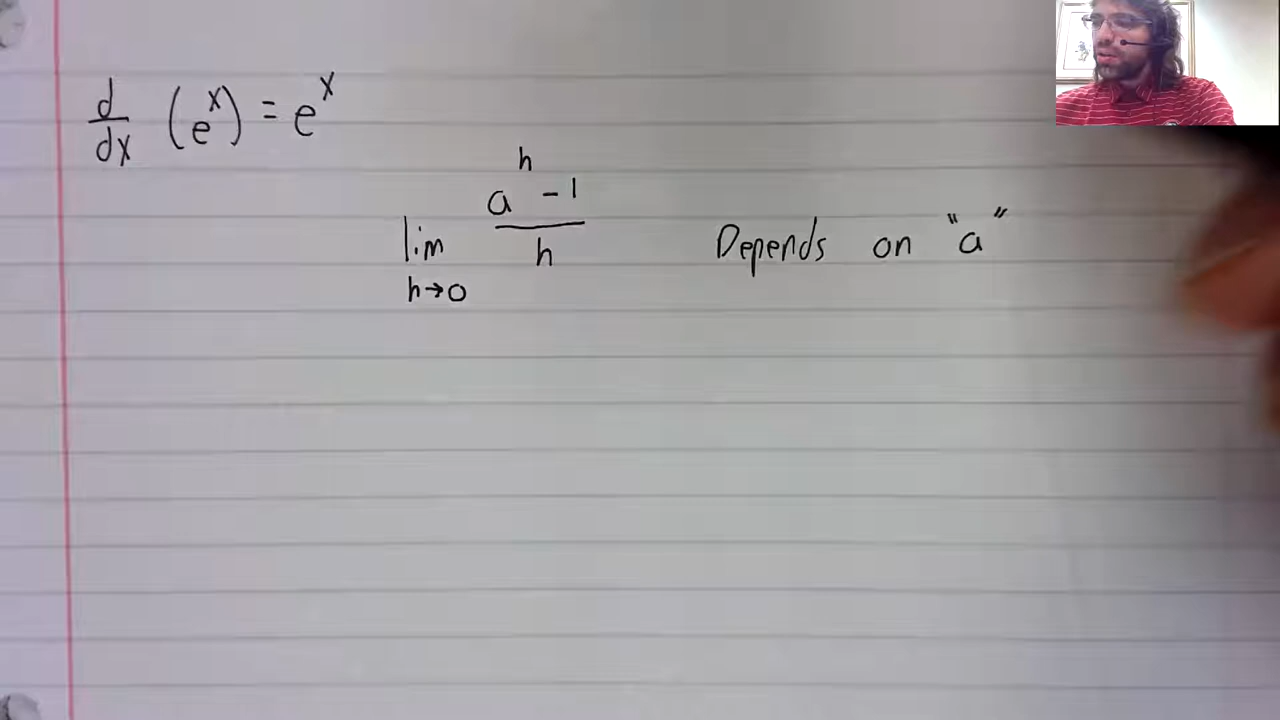 d/dx (e^x) = e^x
lim h→0 (a^h - 1)/h Depends on "a"